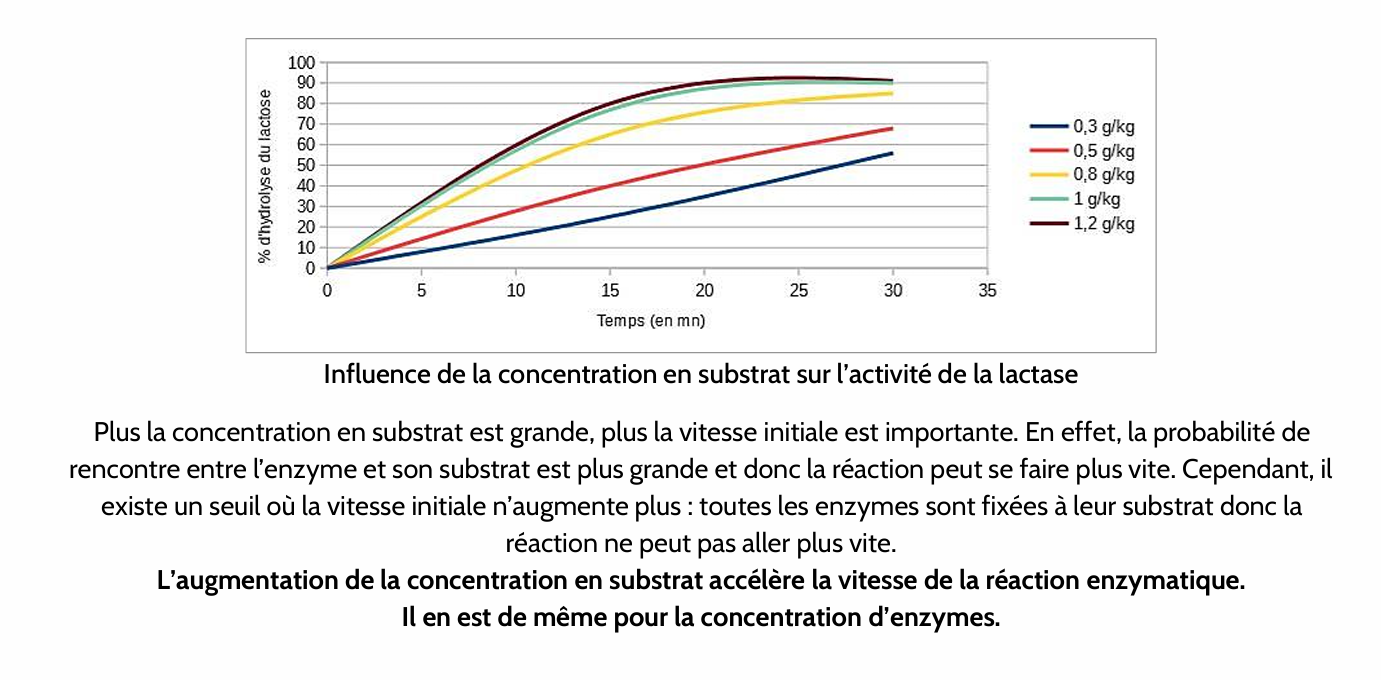 100
90
80
70
60
50
40
30
20
10
0
% d'hydrolyse du lactose
0 5 10 15 20 25 30 35
Temps (en mn)
0,3 g/kg
0,5 g/kg
0,8 g/kg
1 g/kg
1,2 g/kg
Influence de la concentration en substrat sur l’activité de la lactase
Plus la concentration en substrat est grande, plus la vitesse initiale est importante. En effet, la probabilité de
rencontre entre l’enzyme et son substrat est plus grande et donc la réaction peut se faire plus vite. Cependant, il
existe un seuil où la vitesse initiale n’augmente plus : toutes les enzymes sont fixées à leur substrat donc la
réaction ne peut pas aller plus vite.
L’augmentation de la concentration en substrat accélère la vitesse de la réaction enzymatique.
Il en est de même pour la concentration d’enzymes.